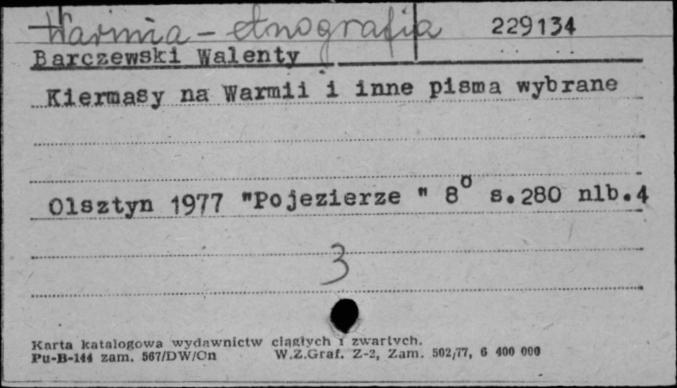 Warmia - etnografia 229134
Barczewski Walenty
Kiermasy na Warmii i inne pisma wybrane
Olsztyn 1977 "Pojezierze " 8° s.280 nlb.4
3
Karta katalogowa wydawnictw ciągłych i zwartych.
Pu-B-144 zam. 567/DW/On W.Z.Graf. Z-2, Zam. 502/77, 6 400 000